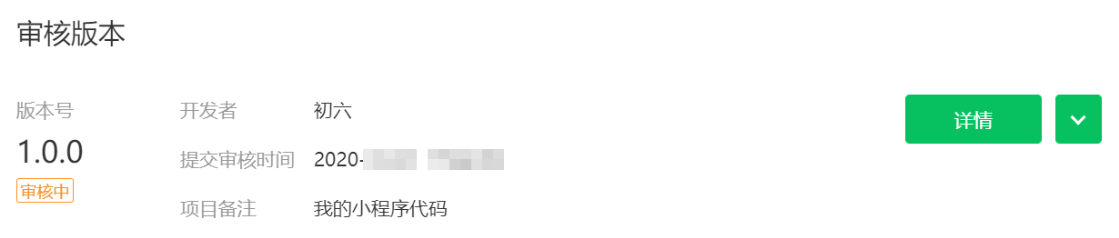 审核版本
版本号
1.0.0
审核中
开发者 初六
提交审核时间 2020-
项目备注 我的小程序代码
详情